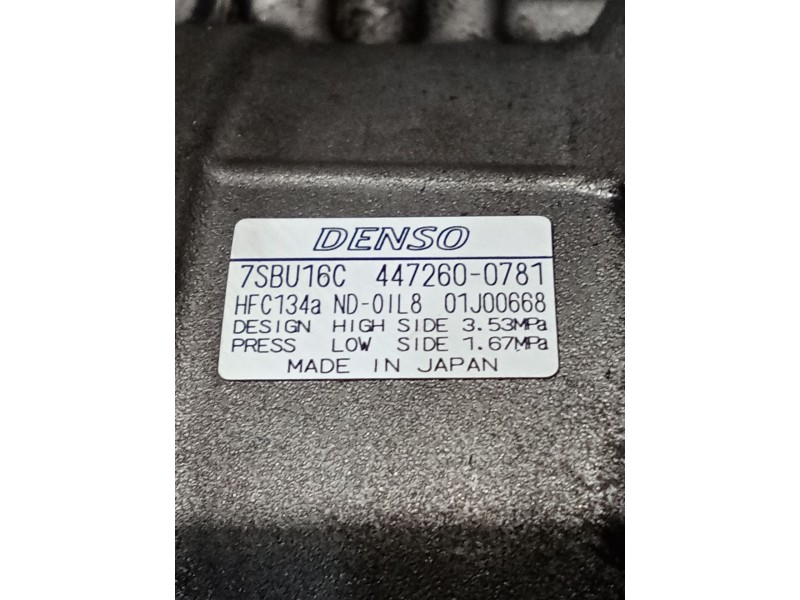 DENSO
7SBU16C 447260-0781
HFC134a ND-OIL8 01J00668
DESIGN HIGH SIDE 3.53MPa
PRESS LOW SIDE 1.67MPa
MADE IN JAPAN